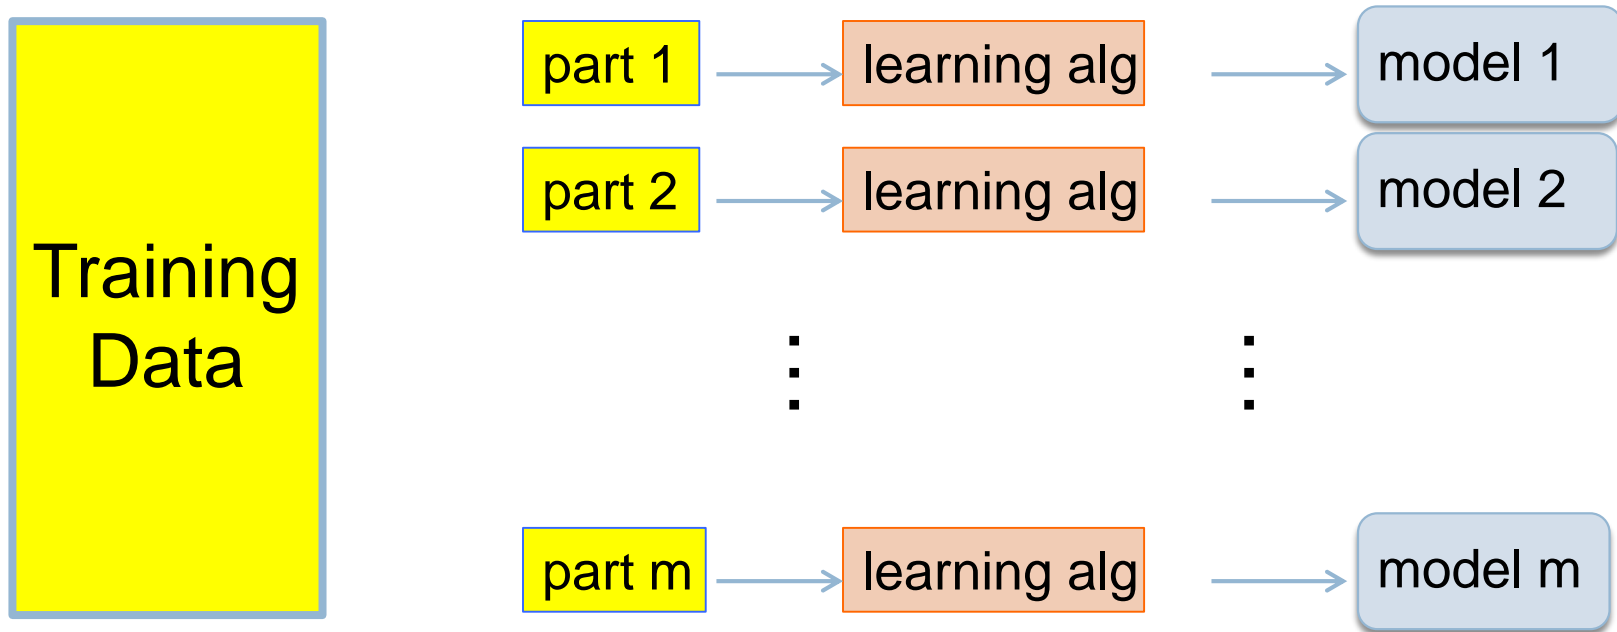 Training
Data
part 1
learning alg
model 1
part 2
learning alg
model 2
part m
learning alg
model m